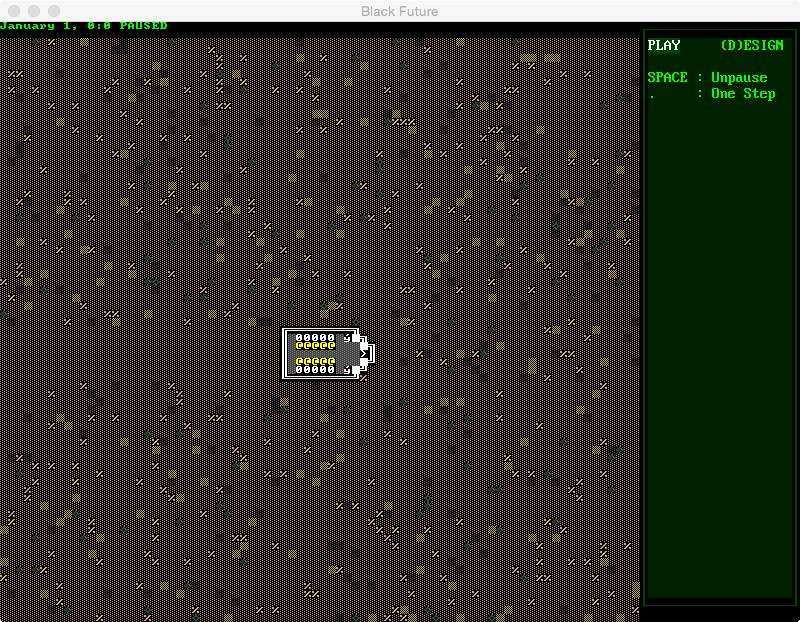 Black Future
January 1, 0:0 PAUSED
PLAY (D)ESIGN
SPACE : Unpause
. : One Step